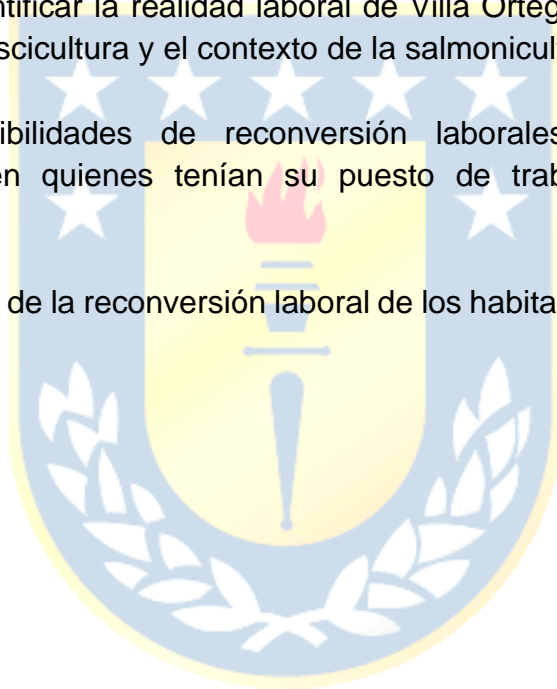 ntificar la realidad laboral de Villa Orteg
scicultura y el contexto de la salmonicult
ibilidades de reconversión laborales
en quienes tenían su puesto de trab
de la reconversión laboral de los habita